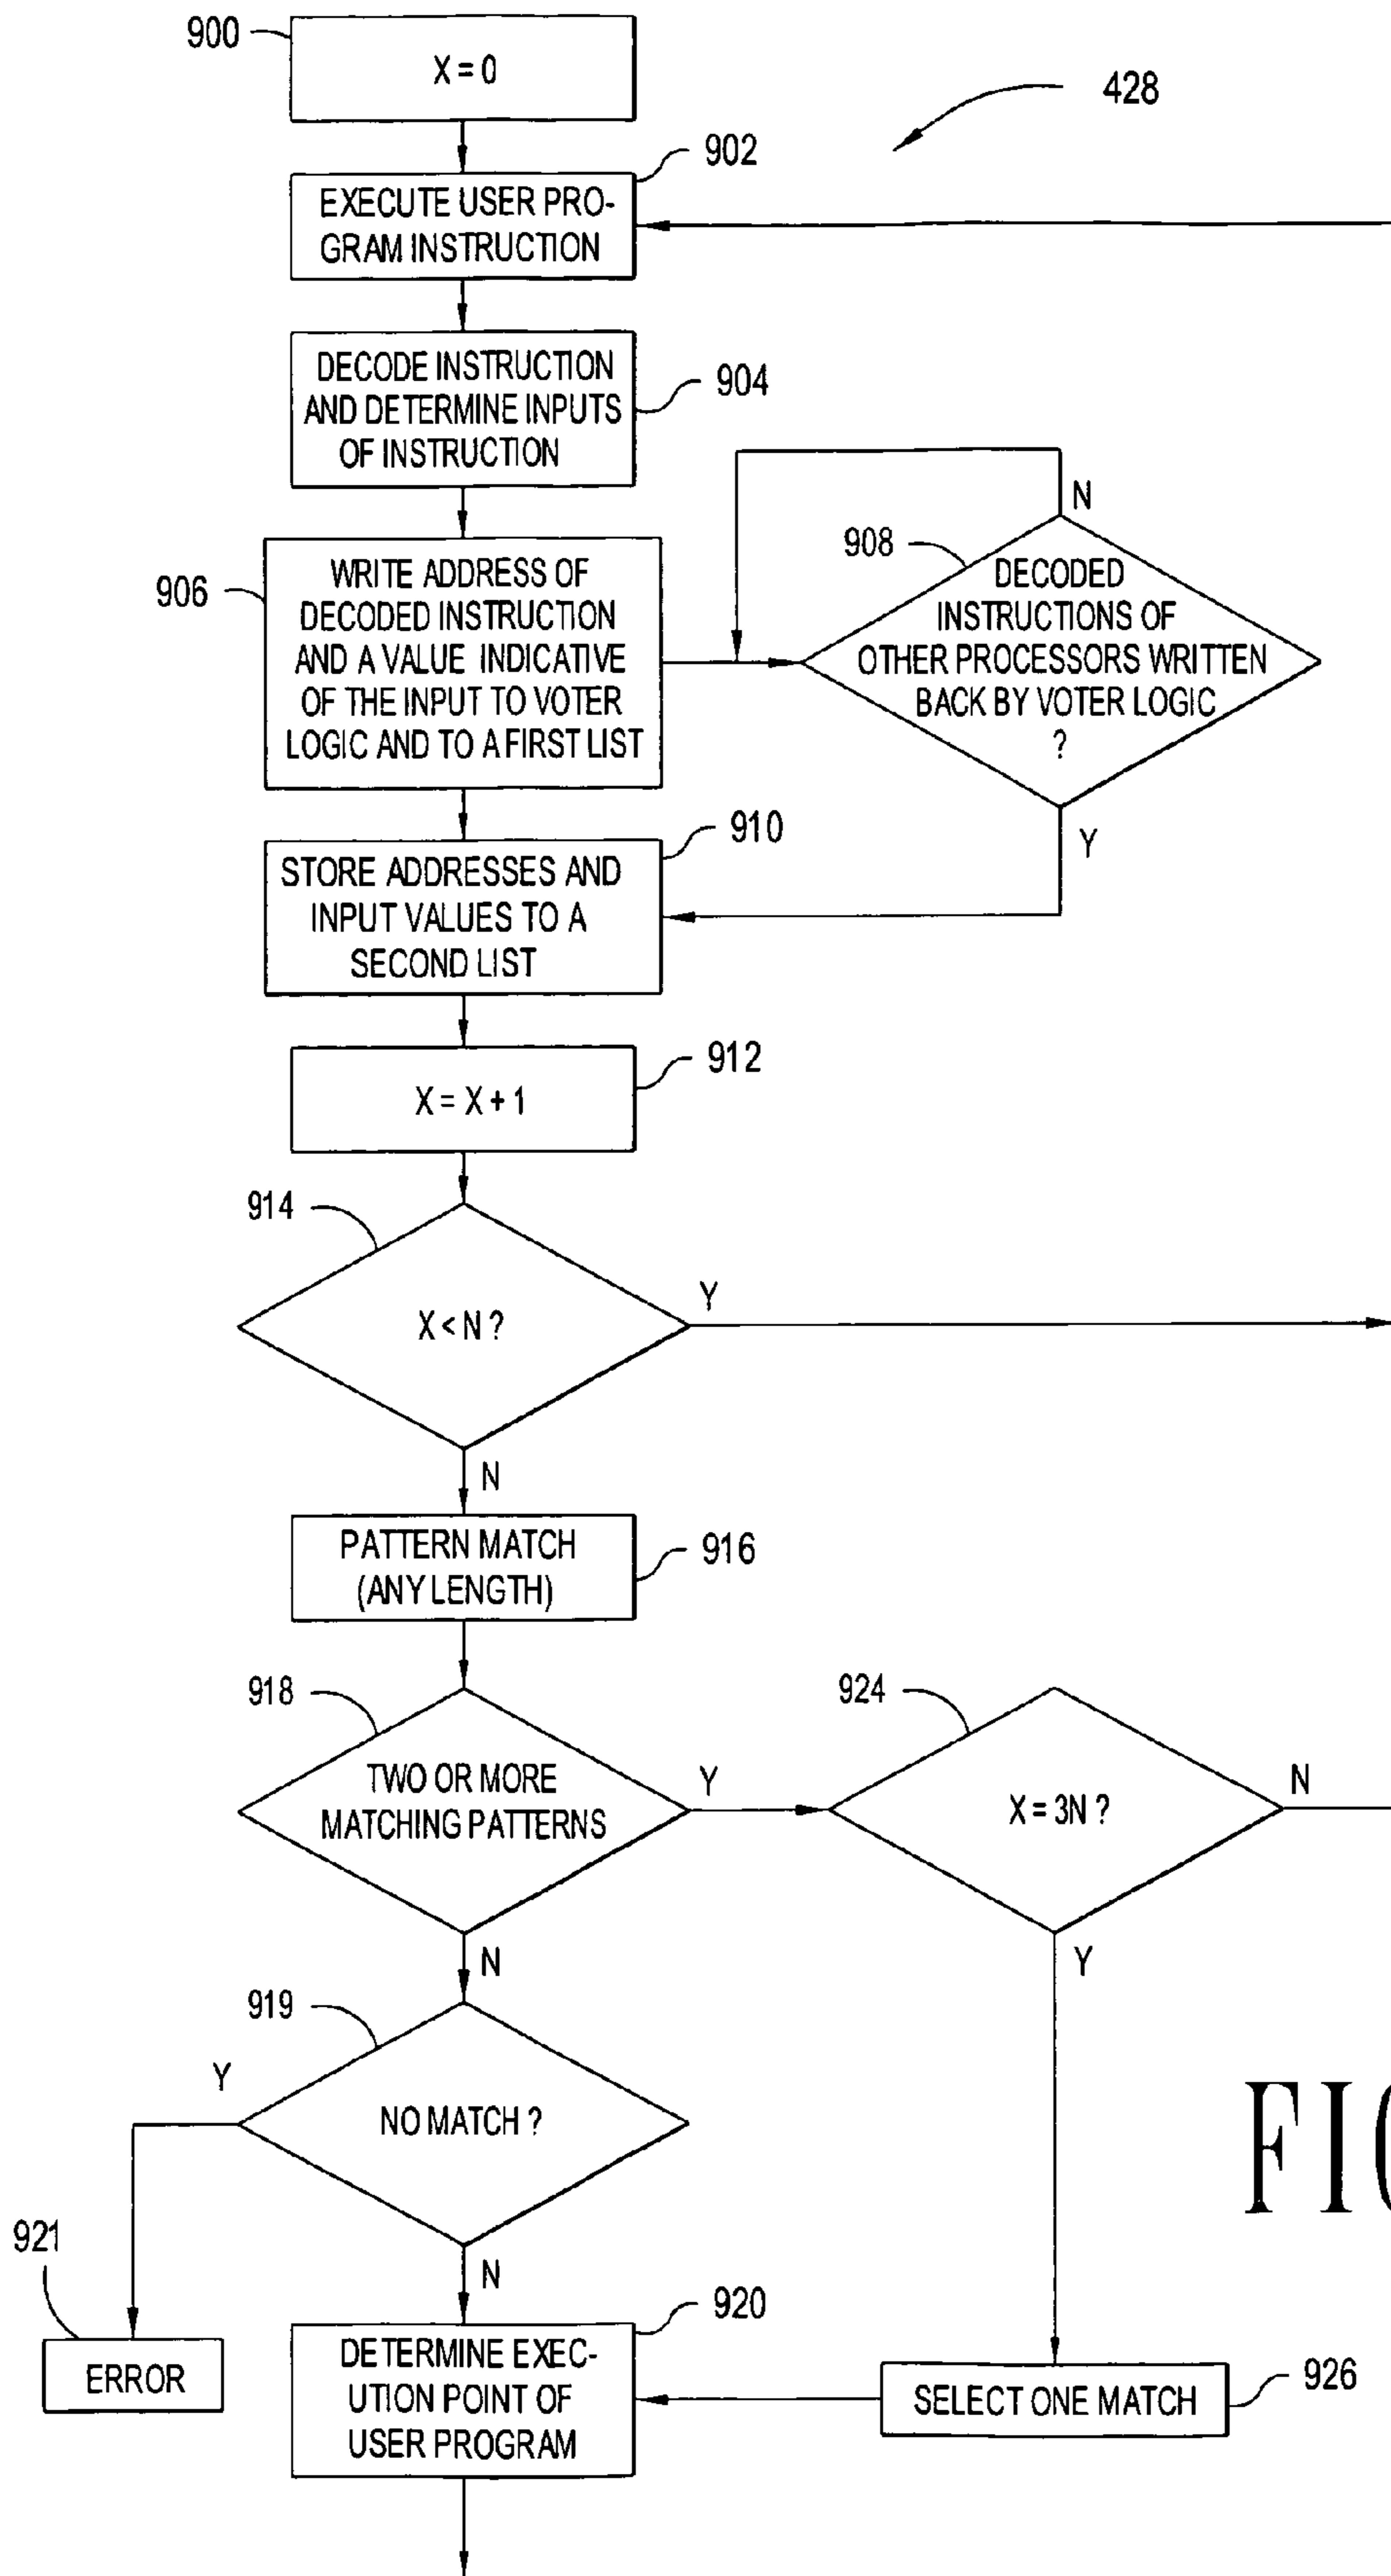 900
X = 0
428
902
EXECUTE USER PRO-
GRAM INSTRUCTION
DECODE INSTRUCTION
AND DETERMINE INPUTS
OF INSTRUCTION
904
906
WRITE ADDRESS OF
DECODED INSTRUCTION
AND A VALUE INDICATIVE
OF THE INPUT TO VOTER
LOGIC AND TO A FIRST LIST
N
908
DECODED
INSTRUCTIONS OF
OTHER PROCESSORS WRITTEN
BACK BY VOTER LOGIC
?
Y
910
STORE ADDRESSES AND
INPUT VALUES TO A
SECOND LIST
912
X = X + 1
914
X < N ?
Y
N
PATTERN MATCH
(ANY LENGTH)
916
918
TWO OR MORE
MATCHING PATTERNS
Y
N
924
X = 3N ?
N
Y
919
NO MATCH ?
Y
N
921
ERROR
920
DETERMINE EXEC-
UTION POINT OF
USER PROGRAM
SELECT ONE MATCH
926